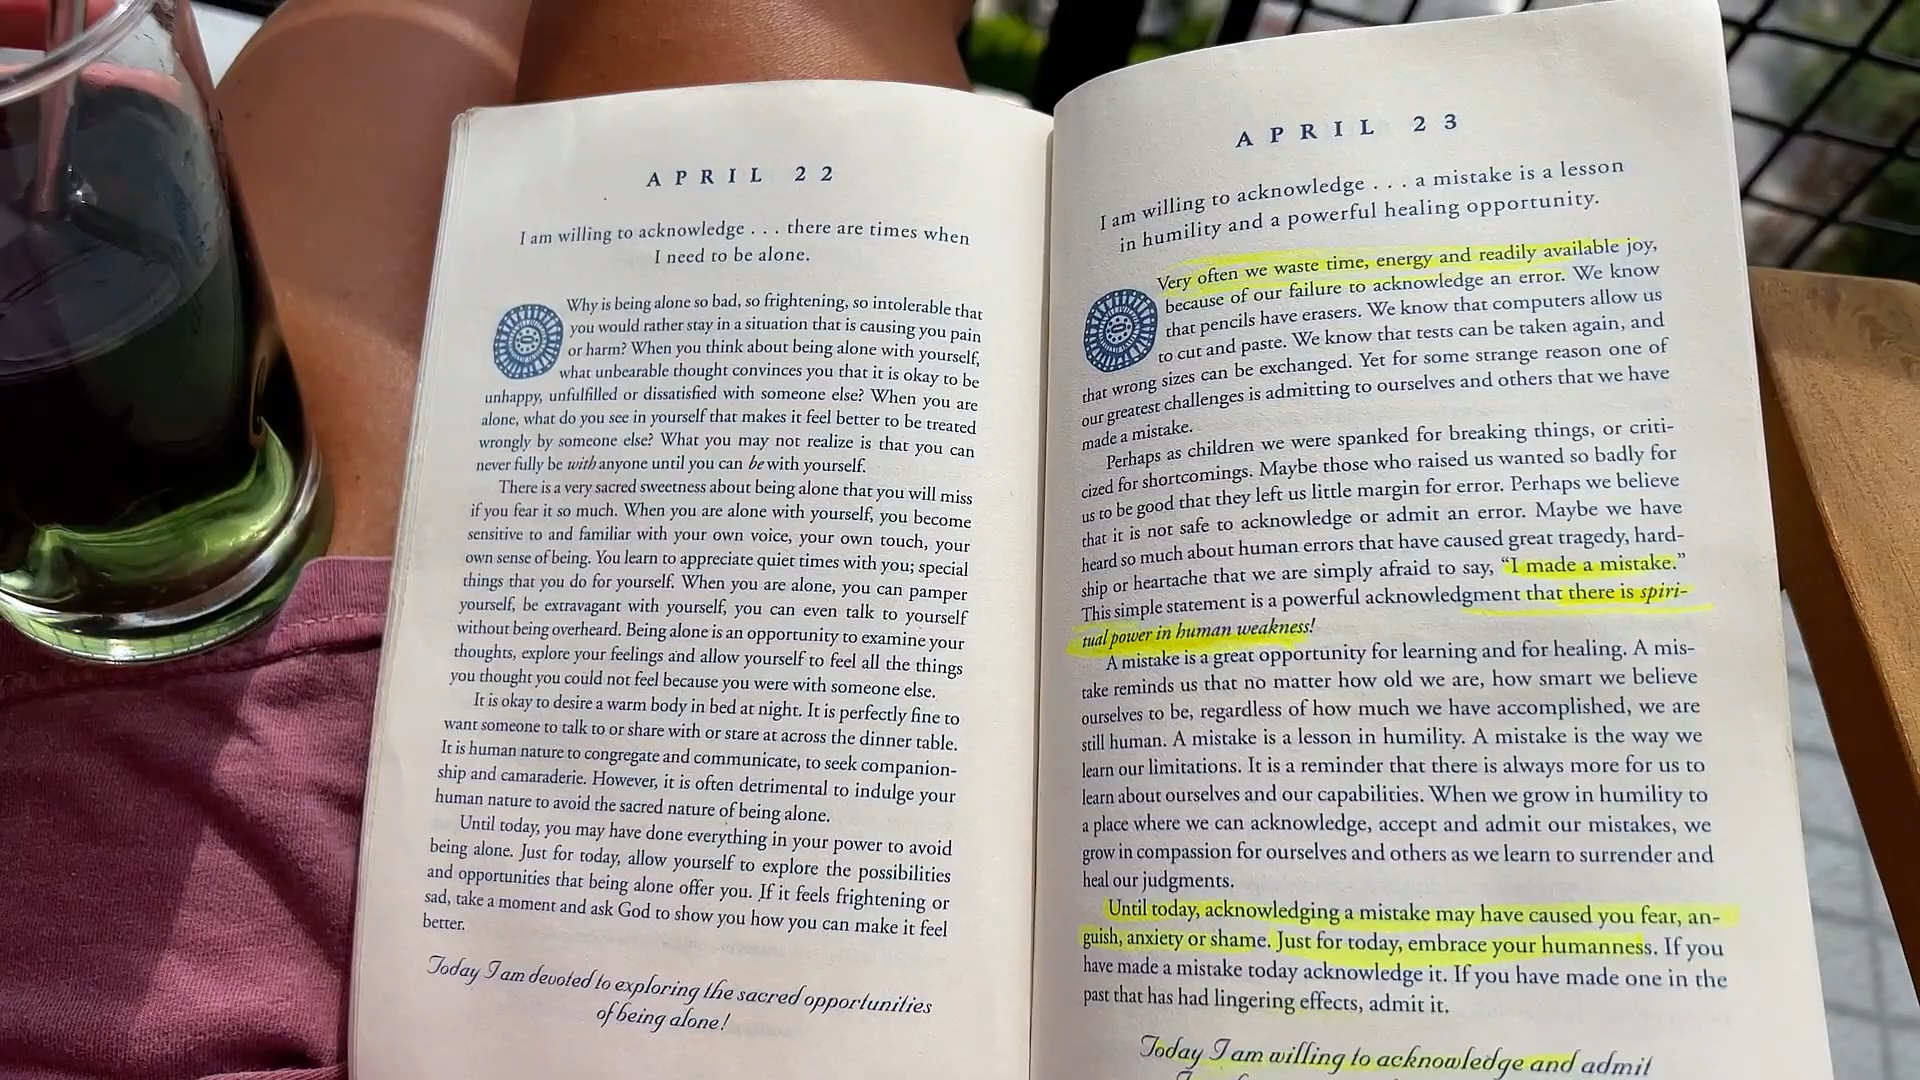 APRIL 22
I am willing to acknowledge . . . there are times when
I need to be alone.
Why is being alone so bad, so frightening, so intolerable that
you would rather stay in a situation that is causing you pain
or harm? When you think about being alone with yourself,
what unbearable thought convinces you that it is okay to be
unhappy, unfulfilled or dissatisfied with someone else? When you are
alone, what do you see in yourself that makes it feel better to be treated
wrongly by someone else? What you may not realize is that you can
never fully be with anyone until you can be with yourself.
There is a very sacred sweetness about being alone that you will miss
if you fear it so much. When you are alone with yourself, you become
sensitive to and familiar with your own voice, your own touch, your
own sense of being. You learn to appreciate quiet times with you; special
things that you do for yourself. When you are alone, you can pamper
yourself, be extravagant with yourself, you can even talk to yourself
without being overheard. Being alone is an opportunity to examine your
thoughts, explore your feelings and allow yourself to feel all the things
you thought you could not feel because you were with someone else.
It is okay to desire a warm body in bed at night. It is perfectly fine to
want someone to talk to or share with or stare at across the dinner table.
It is human nature to congregate and communicate, to seek companion-
ship and camaraderie. However, it is often detrimental to indulge your
human nature to avoid the sacred nature of being alone.
Until today, you may have done everything in your power to avoid
being alone. Just for today, allow yourself to explore the possibilities
and opportunities that being alone offer you. If it feels frightening or
sad, take a moment and ask God to show you how you can make it feel
better.
Today I am devoted to exploring the sacred opportunities
of being alone!
APRIL 23
I am willing to acknowledge . . . a mistake is a lesson
in humility and a powerful healing opportunity.
Very often we waste time, energy and readily available joy,
because of our failure to acknowledge an error. We know
that pencils have erasers. We know that computers allow us
to cut and paste. We know that tests can be taken again, and
that wrong sizes can be exchanged. Yet for some strange reason one of
our greatest challenges is admitting to ourselves and others that we have
made a mistake.
Perhaps as children we were spanked for breaking things, or criti-
cized for shortcomings. Maybe those who raised us wanted so badly for
us to be good that they left us little margin for error. Perhaps we believe
that it is not safe to acknowledge or admit an error. Maybe we have
heard so much about human errors that have caused great tragedy, hard-
ship or heartache that we are simply afraid to say, “I made a mistake.”
This simple statement is a powerful acknowledgment that there is spiri-
tual power in human weakness!
A mistake is a great opportunity for learning and for healing. A mis-
take reminds us that no matter how old we are, how smart we believe
ourselves to be, regardless of how much we have accomplished, we are
still human. A mistake is a lesson in humility. A mistake is the way we
learn our limitations. It is a reminder that there is always more for us to
learn about ourselves and our capabilities. When we grow in humility to
a place where we can acknowledge, accept and admit our mistakes, we
grow in compassion for ourselves and others as we learn to surrender and
heal our judgments.
Until today, acknowledging a mistake may have caused you fear, an-
guish, anxiety or shame. Just for today, embrace your humanness. If you
have made a mistake today acknowledge it. If you have made one in the
past that has had lingering effects, admit it.
Today I am willing to acknowledge and admit